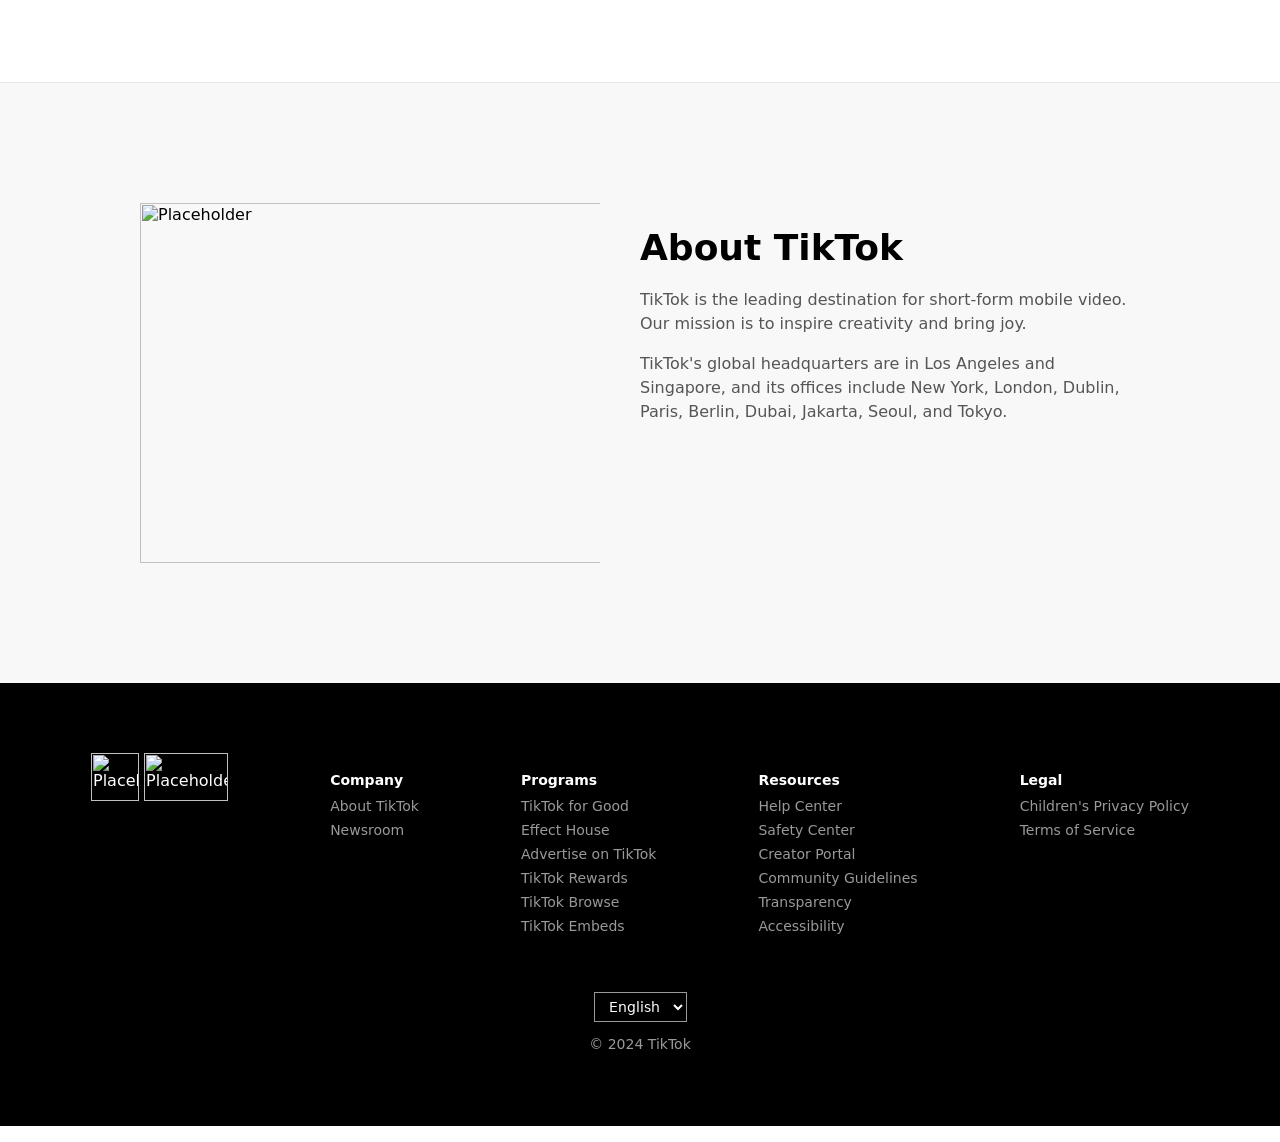 Placeholder
About TikTok
TikTok is the leading destination for short-form mobile video.
Our mission is to inspire creativity and bring joy.
TikTok's global headquarters are in Los Angeles and
Singapore, and its offices include New York, London, Dublin,
Paris, Berlin, Dubai, Jakarta, Seoul, and Tokyo.
Placel Placeholde
Company
About TikTok
Newsroom
Programs
TikTok for Good
Effect House
Advertise on TikTok
TikTok Rewards
TikTok Browse
TikTok Embeds
Resources
Help Center
Safety Center
Creator Portal
Community Guidelines
Transparency
Accessibility
Legal
Children's Privacy Policy
Terms of Service
English
© 2024 TikTok